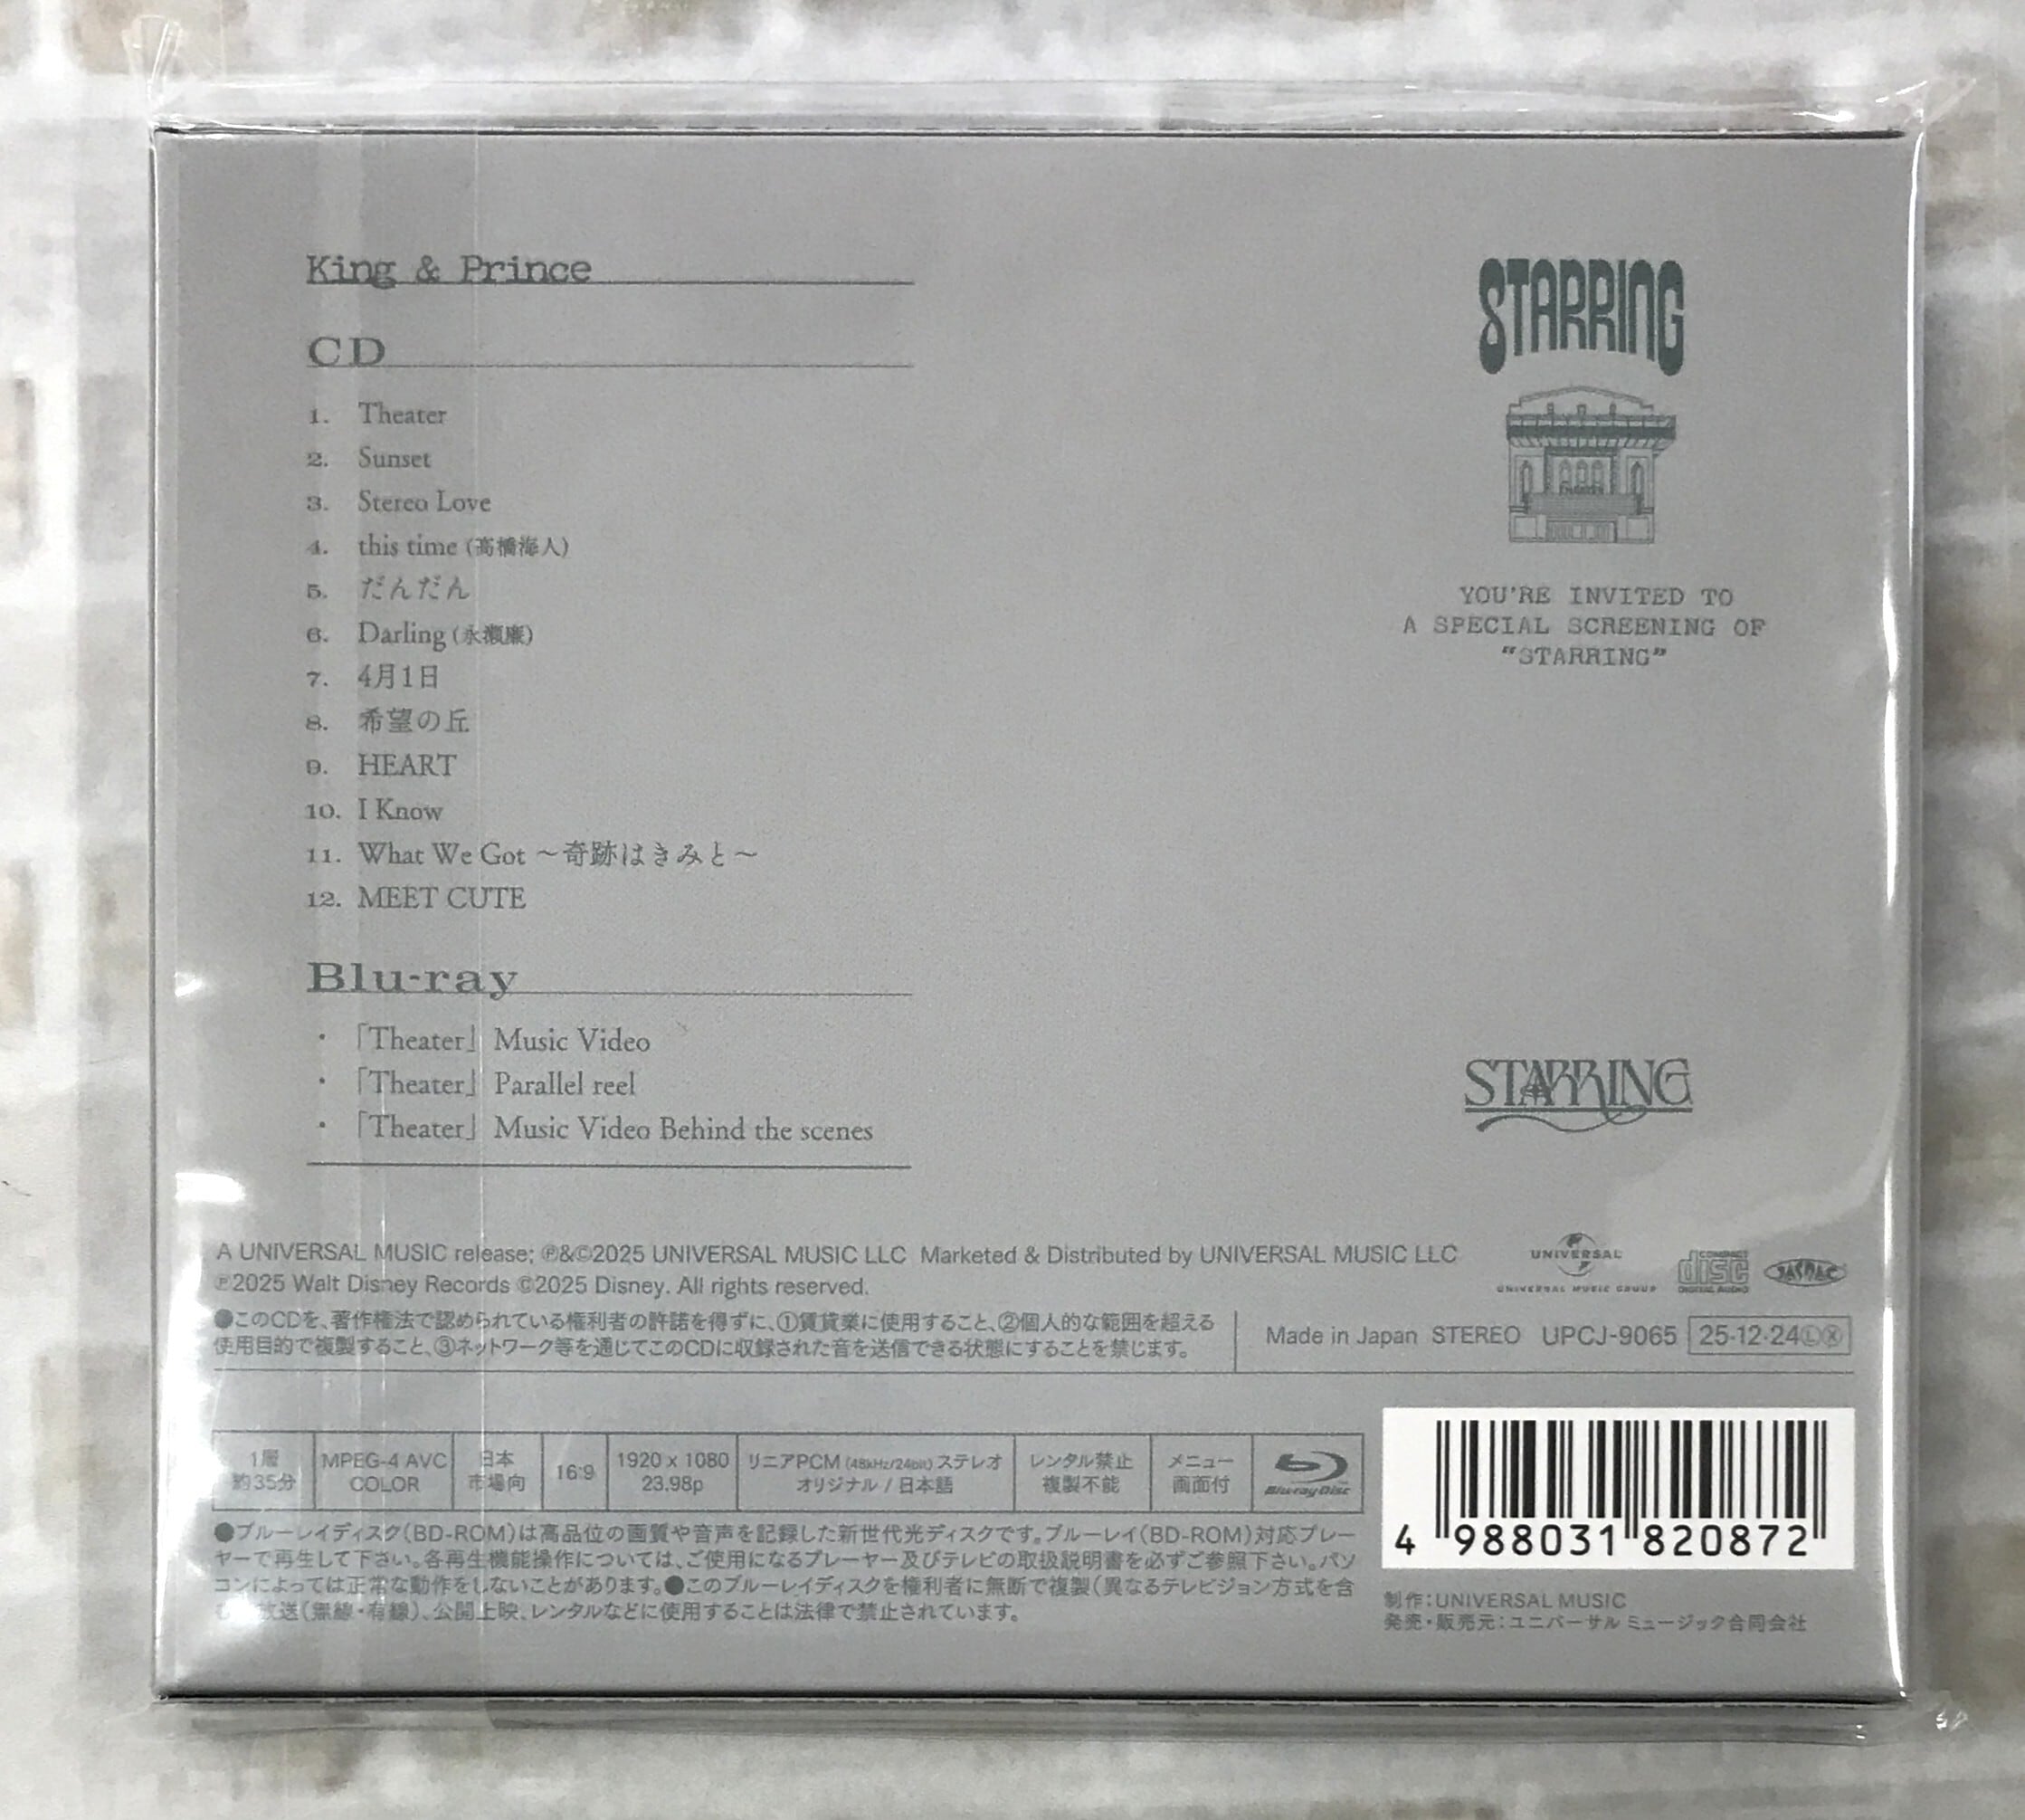 King & Prince
CD
1. Theater
2. Sunset
3. Stereo Love
4. this time (髙橋海人)
5. だんだん
6. Darling (永瀬廉)
7. 4月1日
8. 希望の丘
9. HEART
10. I Know
11. What We Got ～奇跡はきみと～
12. MEET CUTE
Blu-ray
・「Theater」 Music Video
・「Theater」 Parallel reel
・「Theater」 Music Video Behind the scenes
STARRING
YOU'RE INVITED TO
A SPECIAL SCREENING OF
"STARRING"
STARRING
A UNIVERSAL MUSIC release; ℗&©2025 UNIVERSAL MUSIC LLC Marketed & Distributed by UNIVERSAL MUSIC LLC
℗2025 Walt Disney Records ©2025 Disney. All rights reserved.
UNIVERSAL
UNIVERSAL MUSIC GROUP
COMPACT
disc
DIGITAL AUDIO
JASRAC
●このCDを、著作権法で認められている権利者の許諾を得ずに、①賃貸業に使用すること、②個人的な範囲を超える
使用目的で複製すること、③ネットワーク等を通じてこのCDに収録された音を送信できる状態にすることを禁じます。
Made in Japan STEREO UPCJ-9065 25·12·24ⓁⓍ
1層
約35分
MPEG-4 AVC
COLOR
日本
市場向
16:9
1920 x 1080
23.98p
リニアPCM (48kHz/24bit) ステレオ
オリジナル / 日本語
レンタル禁止
複製不能
メニュー
画面付
Blu-ray Disc
●ブルーレイディスク(BD-ROM)は高品位の画質や音声を記録した新世代光ディスクです。ブルーレイ(BD-ROM)対応プレー
ヤーで再生して下さい。各再生機能操作については、ご使用になるプレーヤー及びテレビの取扱説明書を必ずご参照下さい。パソ
コンによっては正常な動作をしないことがあります。●このブルーレイディスクを権利者に無断で複製(異なるテレビジョン方式を含
む)放送(無線・有線)、公開上映、レンタルなどに使用することは法律で禁止されています。
4 988031 820872
制作:UNIVERSAL MUSIC
発売・販売元:ユニバーサル ミュージック合同会社